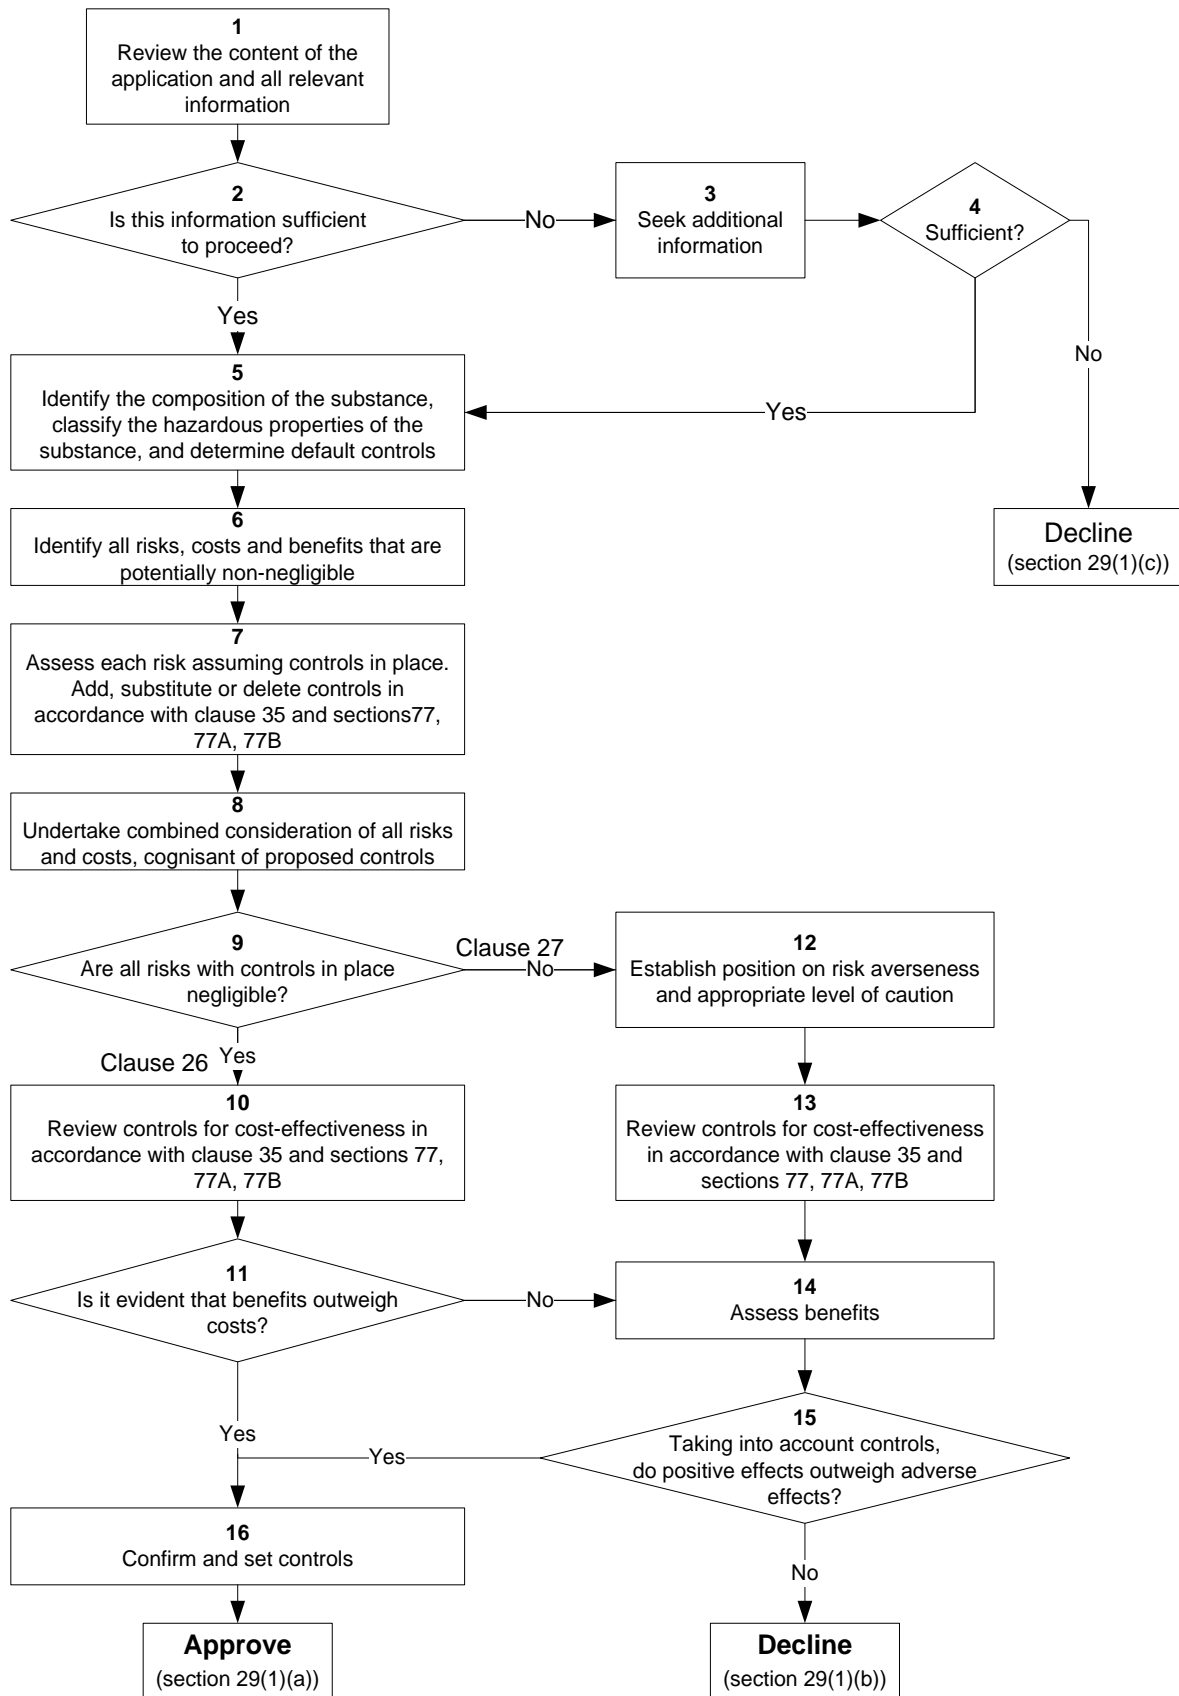 1
Review the content of the
application and all relevant
information
2
Is this information sufficient
to proceed?
No
3
Seek additional
information
4
Sufficient?
Yes
No
5
Identify the composition of the substance,
classify the hazardous properties of the
substance, and determine default controls
Yes
6
Identify all risks, costs and benefits that are
potentially non-negligible
Decline
(section 29(1)(c))
7
Assess each risk assuming controls in place.
Add, substitute or delete controls in
accordance with clause 35 and sections77,
77A, 77B
8
Undertake combined consideration of all risks
and costs, cognisant of proposed controls
9
Are all risks with controls in place
negligible?
Clause 27
No
12
Establish position on risk averseness
and appropriate level of caution
Clause 26
Yes
10
Review controls for cost-effectiveness in
accordance with clause 35 and sections 77,
77A, 77B
13
Review controls for cost-effectiveness
in accordance with clause 35 and
sections 77, 77A, 77B
11
Is it evident that benefits outweigh
costs?
No
14
Assess benefits
Yes
Yes
15
Taking into account controls,
do positive effects outweigh adverse
effects?
16
Confirm and set controls
No
Approve
(section 29(1)(a))
Decline
(section 29(1)(b))